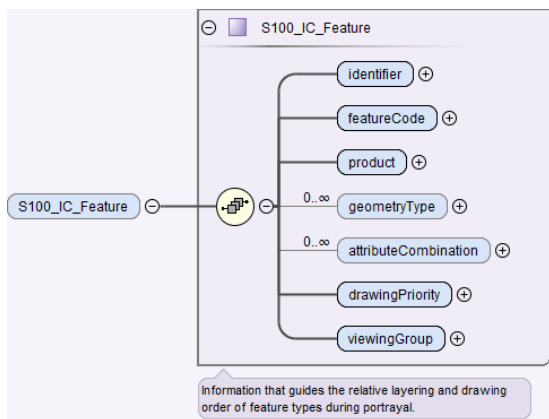 S100_IC_Feature
identifier
featureCode
product
S100_IC_Feature
0..∞
geometryType
0..∞
attributeCombination
drawingPriority
viewingGroup
Information that guides the relative layering and drawing
order of feature types during portrayal.